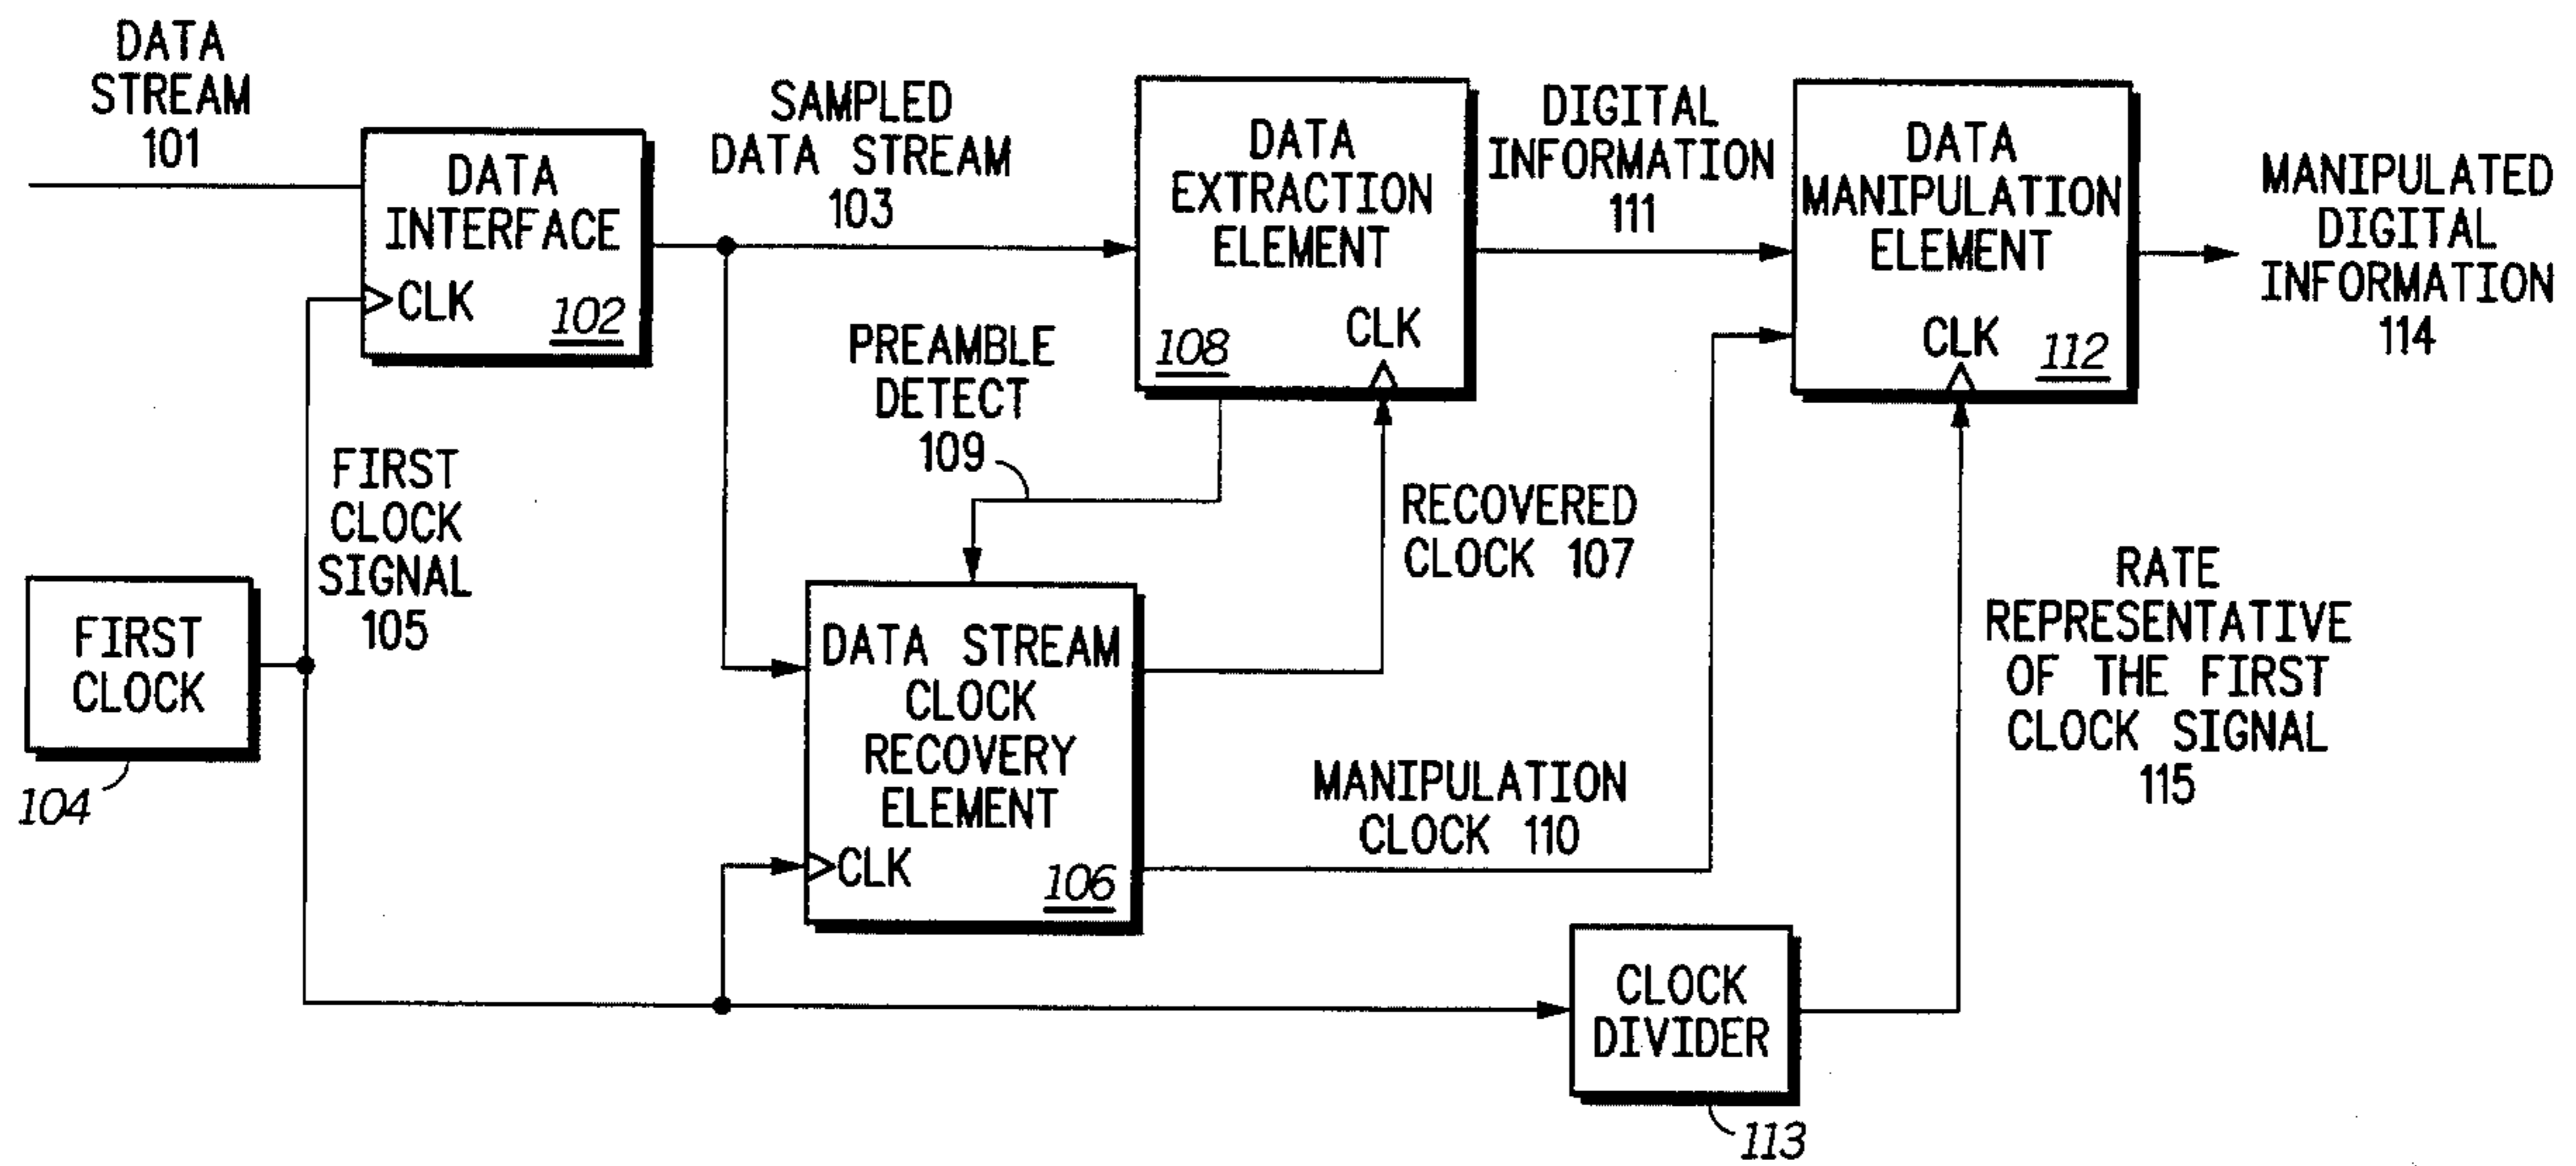 DATA
STREAM
101
DATA
INTERFACE
CLK
102
SAMPLED
DATA STREAM
103
DATA
EXTRACTION
ELEMENT
CLK
108
DIGITAL
INFORMATION
111
DATA
MANIPULATION
ELEMENT
CLK
112
MANIPULATED
DIGITAL
INFORMATION
114
PREAMBLE
DETECT
109
FIRST
CLOCK
SIGNAL
105
FIRST
CLOCK
104
RECOVERED
CLOCK 107
DATA STREAM
CLOCK
RECOVERY
ELEMENT
CLK
106
MANIPULATION
CLOCK 110
RATE
REPRESENTATIVE
OF THE FIRST
CLOCK SIGNAL
115
CLOCK
DIVIDER
113